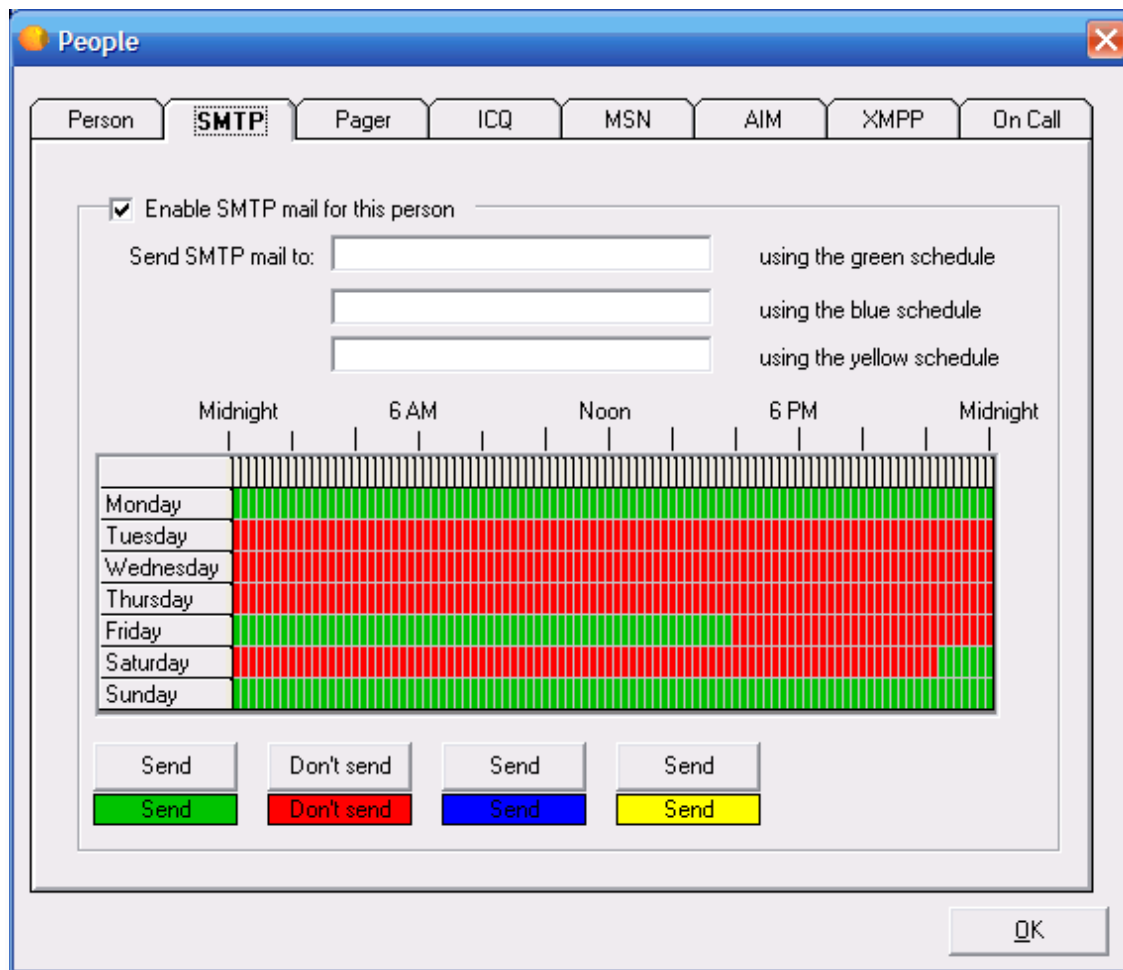 People
Person SMTP Pager ICQ MSN AIM XMPP On Call
Enable SMTP mail for this person
Send SMTP mail to: using the green schedule
using the blue schedule
using the yellow schedule
Midnight 6 AM Noon 6 PM Midnight
Monday
Tuesday
Wednesday
Thursday
Friday
Saturday
Sunday
Send Don't send Send Send
Send Don't send Send Send
OK